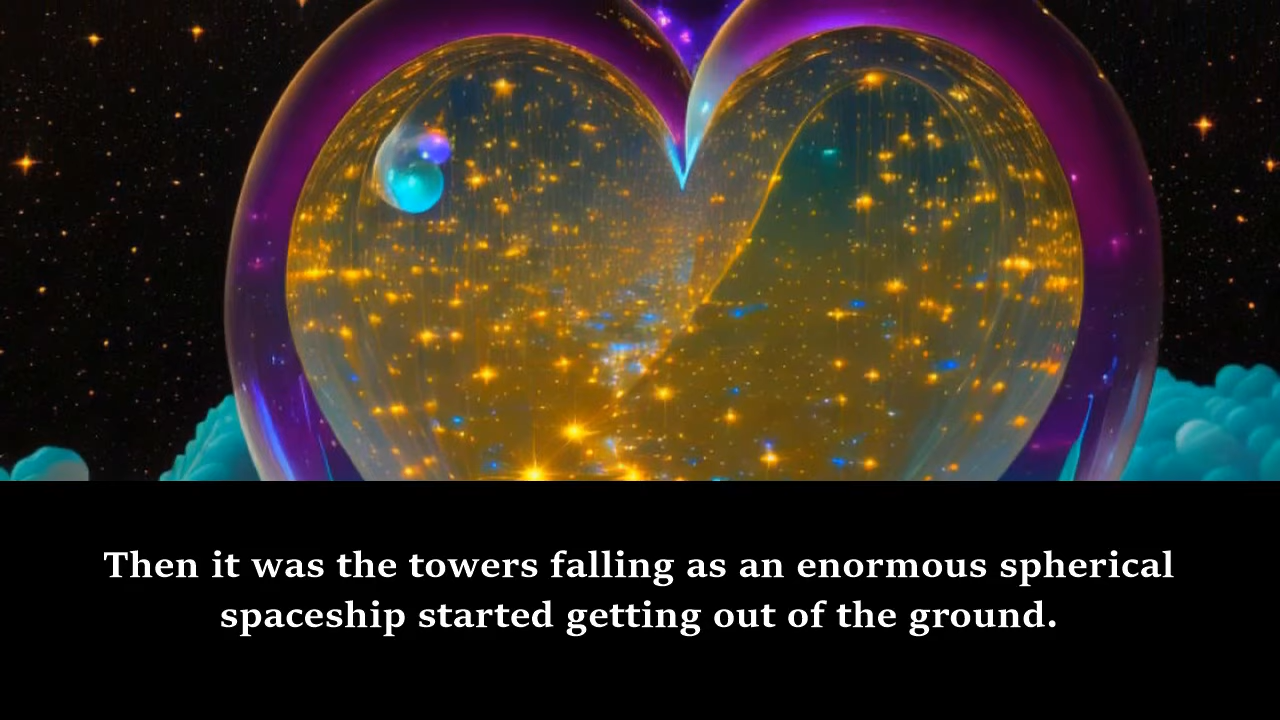 Then it was the towers falling as an enormous spherical
spaceship started getting out of the ground.